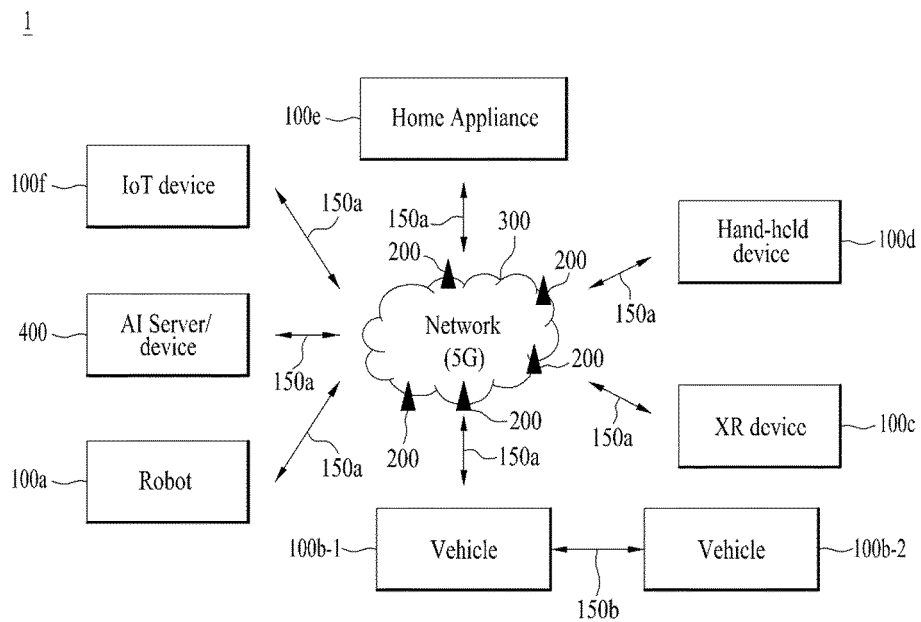 1
100e
Home Appliance
100f
IoT device
150a
150a
200
300
200
Hand-held
device
100d
150a
400
AI Server/
device
150a
Network
(5G)
200
150a
XR device
100c
150a
200
200
150a
100a
Robot
100b-1
Vehicle
150b
Vehicle
100b-2